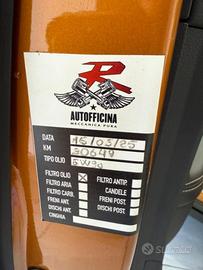 R
AUTOFFICINA
MECCANICA PURA
DATA 15/03/25
KM 30644
TIPO OLIO 5W30
FILTRO OLIO X FILTRO ANTIP.
FILTRO ARIA CANDELE
FILTRO CARB. FRENI POST.
FRENI ANT. DISCHI POST.
DISCHI ANT.
CINGHIA
Subito